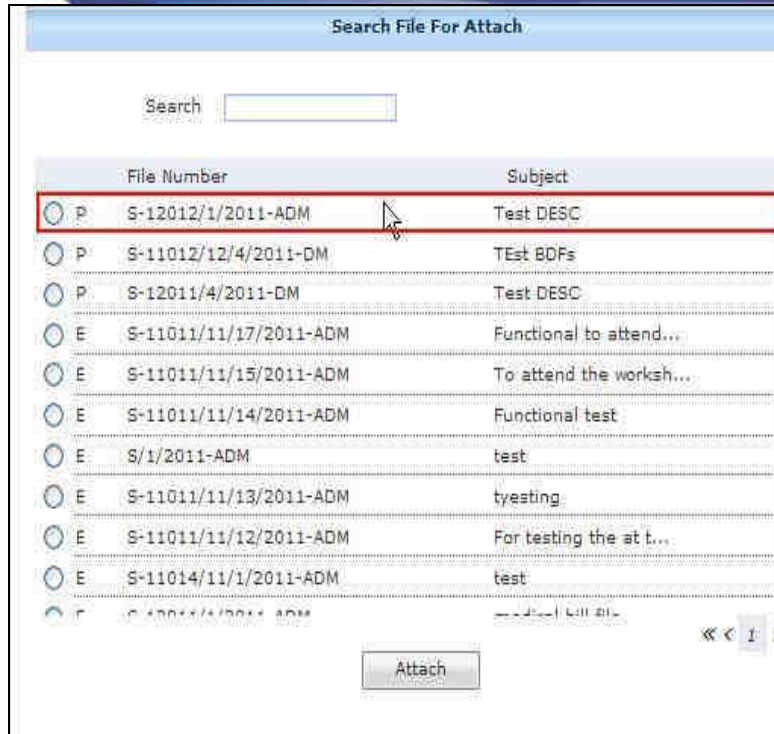 Search File For Attach
Search
File Number Subject
P S-12012/1/2011-ADM Test DESC
P S-11012/12/4/2011-DM TEst BDFs
P S-12011/4/2011-DM Test DESC
E S-11011/11/17/2011-ADM Functional to attend...
E S-11011/11/15/2011-ADM To attend the worksh...
E S-11011/11/14/2011-ADM Functional test
E S/1/2011-ADM test
E S-11011/11/13/2011-ADM tyesting
E S-11011/11/12/2011-ADM For testing the at t...
E S-11014/11/1/2011-ADM test
medical bill file
« < 1
Attach